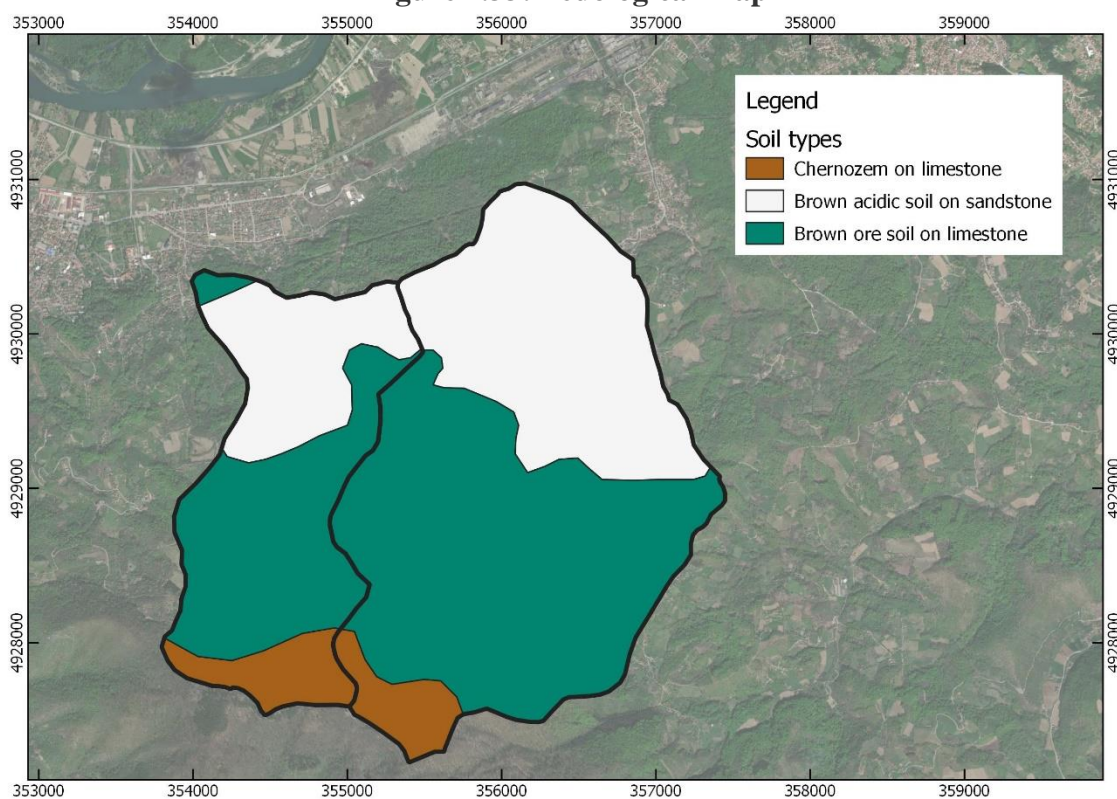 353000 354000 355000 356000 357000 358000 359000
4931000
4930000
4929000
4928000
Legend
Soil types
Chernozem on limestone
Brown acidic soil on sandstone
Brown ore soil on limestone
4931000
4930000
4929000
4928000
353000 354000 355000 356000 357000 358000 359000